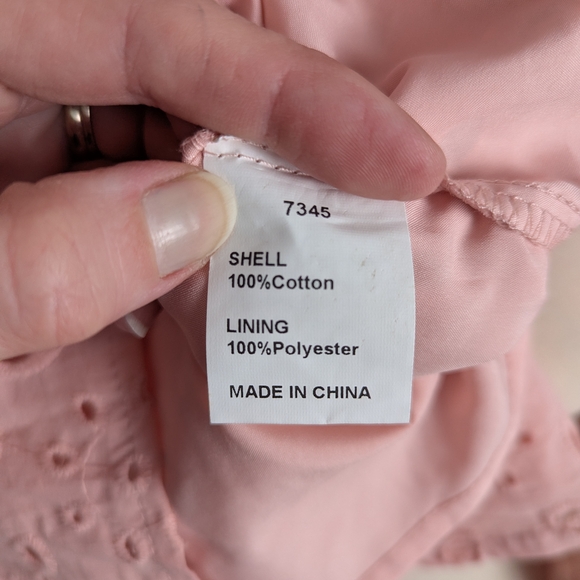 7345
SHELL
100%Cotton
LINING
100%Polyester
MADE IN CHINA